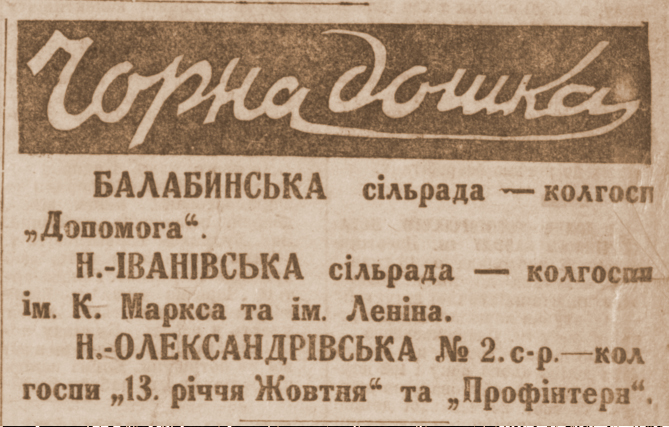 Чорна дошка
БАЛАБИНСЬКА сільрада — колгосп
„Допомога“.
Н.-ІВАНІВСЬКА сільрада — колгоспи
ім. К. Маркса та ім. Леніна.
Н.-ОЛЕКСАНДРІВСЬКА № 2. с-р.—кол
госпи „13. річчя Жовтня“ та „Профінтерн“.